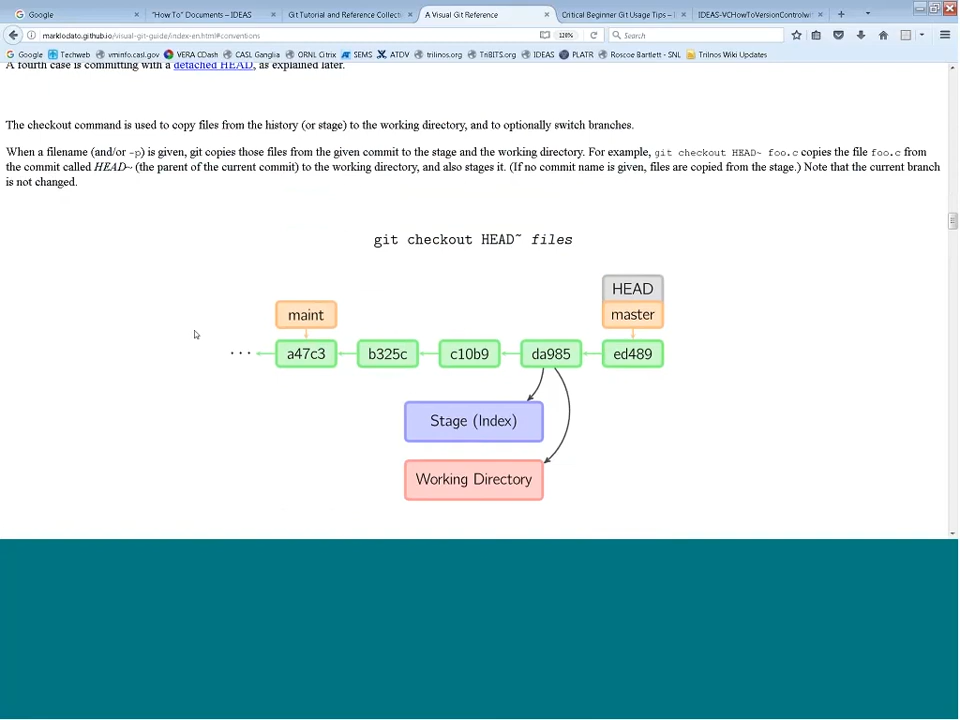 Google
"How To" Documents – IDEAS
Git Tutorial and Reference Collecti
A Visual Git Reference
Critical Beginner Git Usage Tips – I
IDEAS-VCHowToVersionControlwi
marklodato.github.io/visual-git-guide/index-en.html#conventions
120%
Search
Google
Techweb
vminfo.casl.gov
VERA CDash
CASL Ganglia
ORNL Citrix
SEMS
ATDV
trilinos.org
TriBITS.org
IDEAS
PLATR
Roscoe Bartlett - SNL
Trilnos Wiki Updates
A fourth case is committing with a detached HEAD, as explained later.
The checkout command is used to copy files from the history (or stage) to the working directory, and to optionally switch branches.
When a filename (and/or -p) is given, git copies those files from the given commit to the stage and the working directory. For example, git checkout HEAD~ foo.c copies the file foo.c from
the commit called HEAD~ (the parent of the current commit) to the working directory, and also stages it. (If no commit name is given, files are copied from the stage.) Note that the current branch
is not changed.
git checkout HEAD~ files
HEAD
maint
master
... a47c3 b325c c10b9 da985 ed489
Stage (Index)
Working Directory